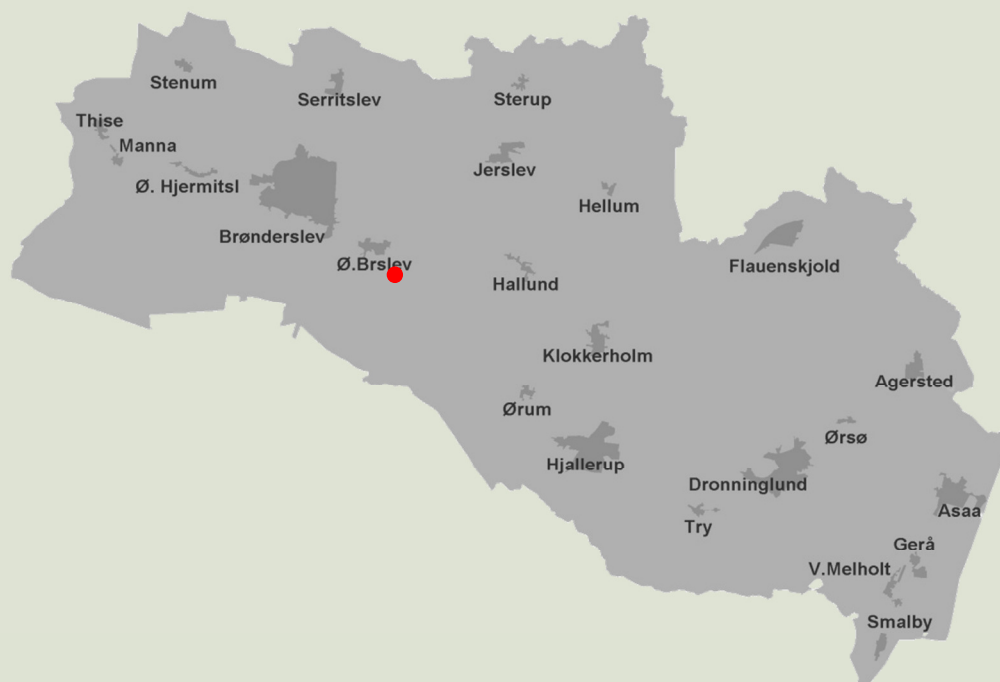 Stenum
Serritslev
Sterup
Thise
Manna
Jerslev
Ø. Hjermitsl
Hellum
Brønderslev
Ø.Brslev
Flauenskjold
Hallund
Klokkerholm
Agersted
Ørum
Ørsø
Hjallerup
Dronninglund
Asaa
Try
Gerå
V.Melholt
Smalby